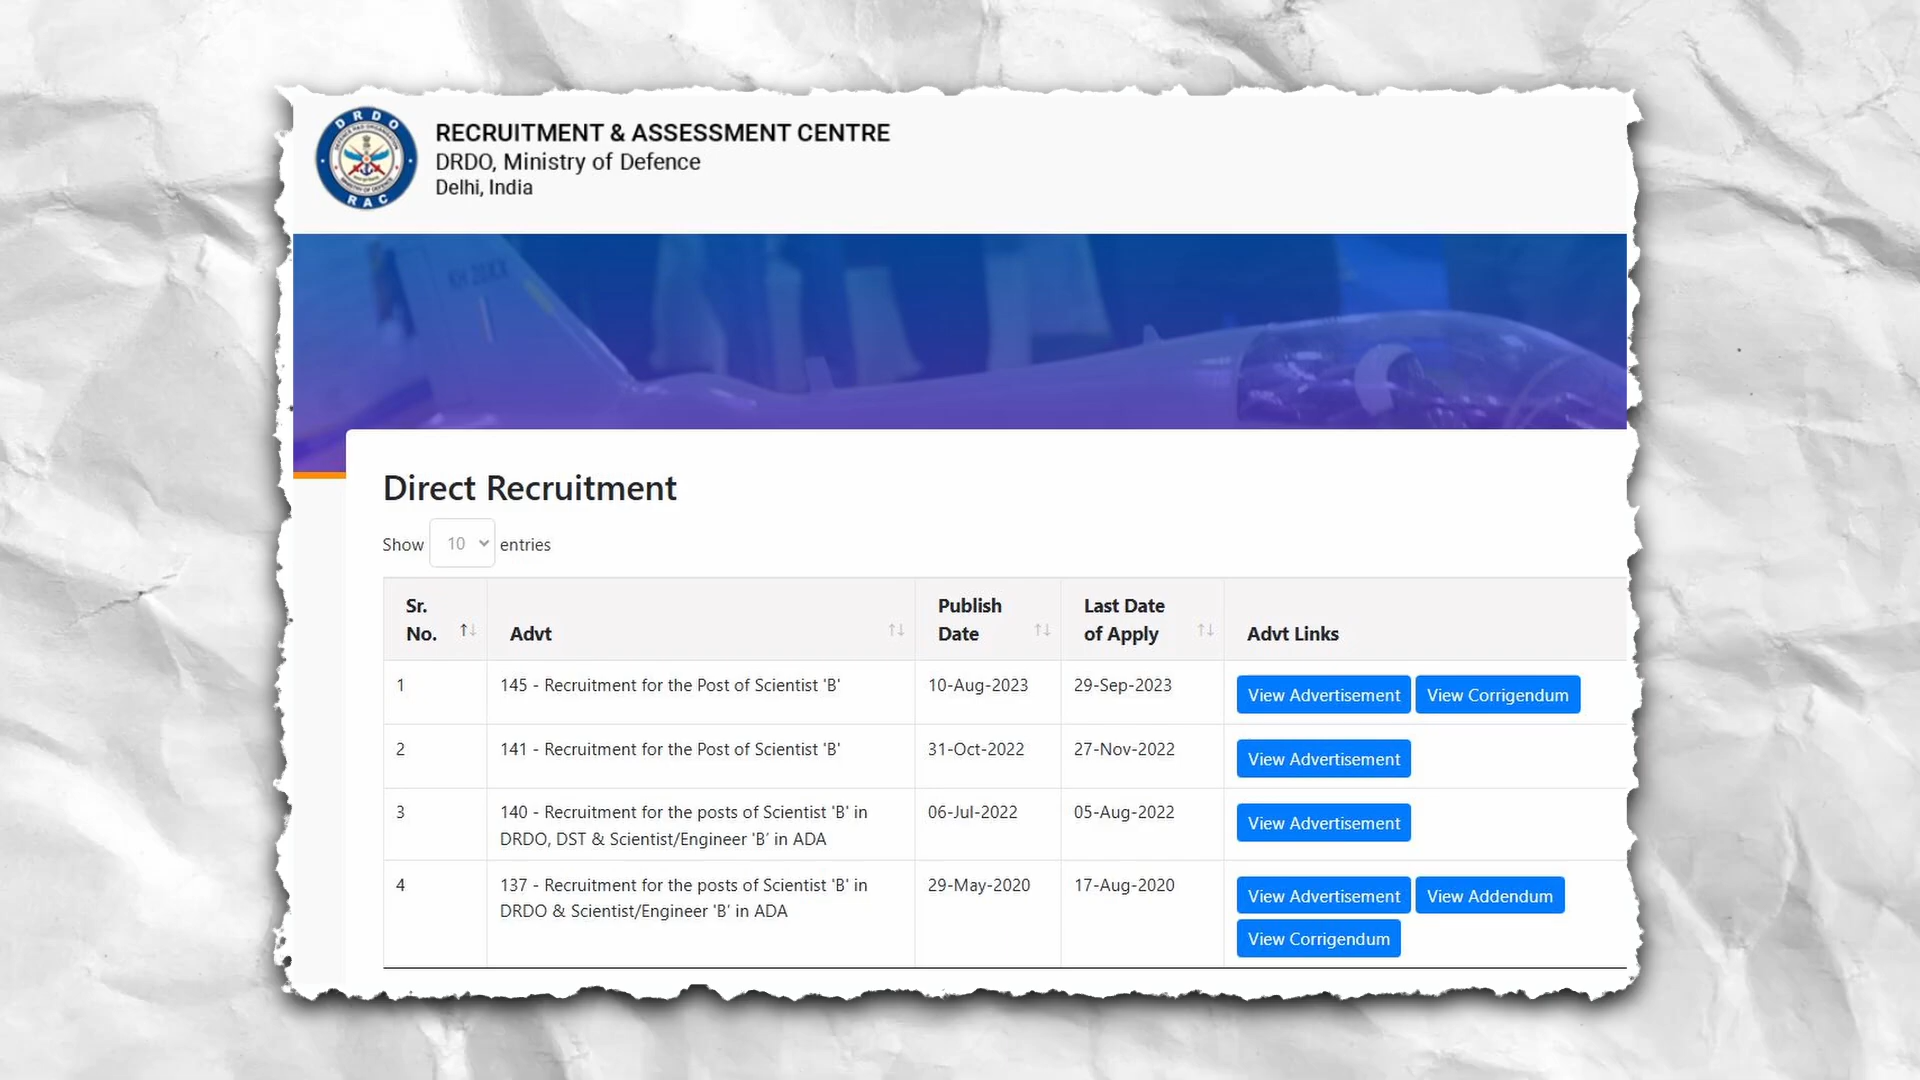 DRDO
RAC
RECRUITMENT & ASSESSMENT CENTRE
DRDO, Ministry of Defence
Delhi, India
Direct Recruitment
Show 10 entries
Sr. No. Advt Publish Date Last Date of Apply Advt Links
1 145 - Recruitment for the Post of Scientist 'B' 10-Aug-2023 29-Sep-2023 View Advertisement View Corrigendum
2 141 - Recruitment for the Post of Scientist 'B' 31-Oct-2022 27-Nov-2022 View Advertisement
3 140 - Recruitment for the posts of Scientist 'B' in 06-Jul-2022 05-Aug-2022 View Advertisement
DRDO, DST & Scientist/Engineer 'B' in ADA
4 137 - Recruitment for the posts of Scientist 'B' in 29-May-2020 17-Aug-2020 View Advertisement View Addendum
DRDO & Scientist/Engineer 'B' in ADA
View Corrigendum